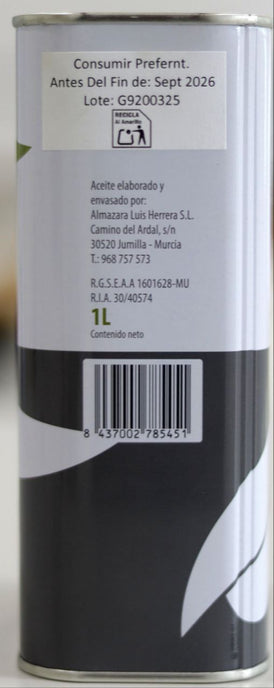 Consumir Prefernt.
Antes Del Fin de: Sept 2026
Lote: G9200325
RECICLA
Al Amarillo
Aceite elaborado y
envasado por:
Almazara Luis Herrera S.L.
Camino del Ardal, s/n
30520 Jumilla - Murcia
T.: 968 757 573
R.G.S.E.A.A 1601628-MU
R.I.A. 30/40574
1L
Contenido neto
8 437002 785451